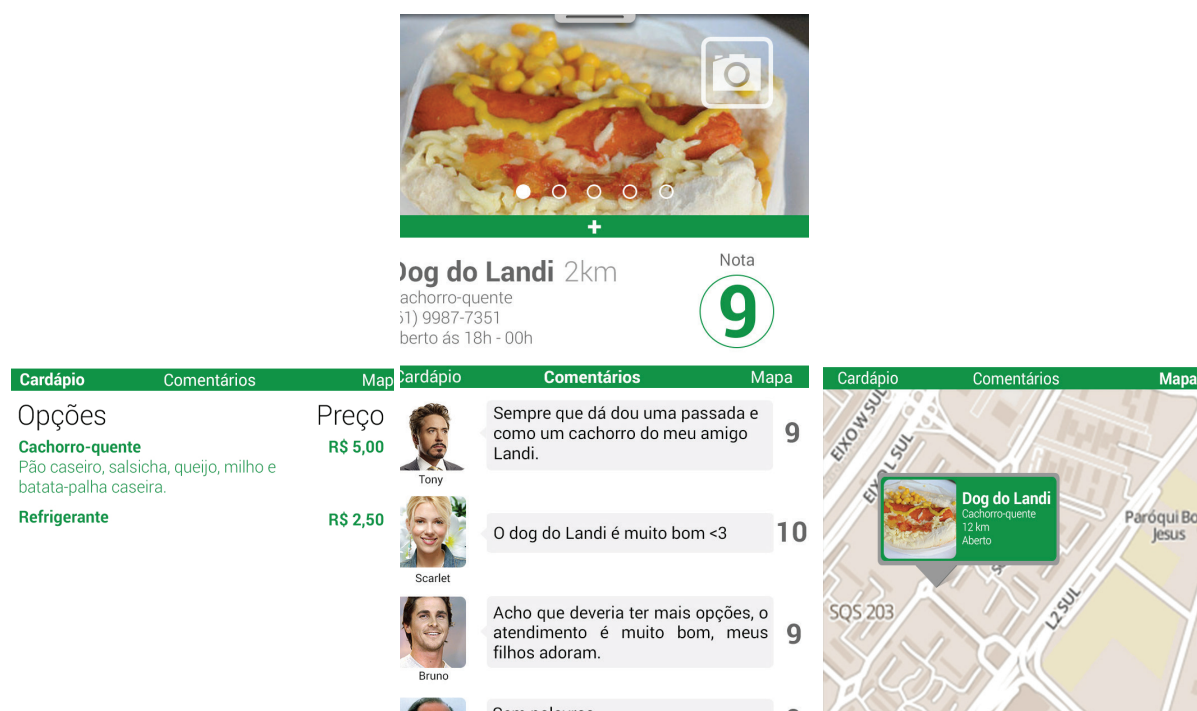 +
Dog do Landi 2km
achorro-quente
51) 9987-7351
berto ás 18h - 00h
Nota
9
Cardápio Comentários Map
Opções Preço
Cachorro-quente R$ 5,00
Pão caseiro, salsicha, queijo, milho e
batata-palha caseira.
Refrigerante R$ 2,50
Cardápio Comentários Mapa
Tony
Sempre que dá dou uma passada e
como um cachorro do meu amigo
Landi.
9
Scarlet
O dog do Landi é muito bom <3
10
Bruno
Acho que deveria ter mais opções, o
atendimento é muito bom, meus
filhos adoram.
9
Cardápio Comentários Mapa
EIXO W SUL
L SUL
Dog do Landi
Cachorro-quente
12 km
Aberto
Paróqui Bo
Jesus
SQS 203
L2 SUL